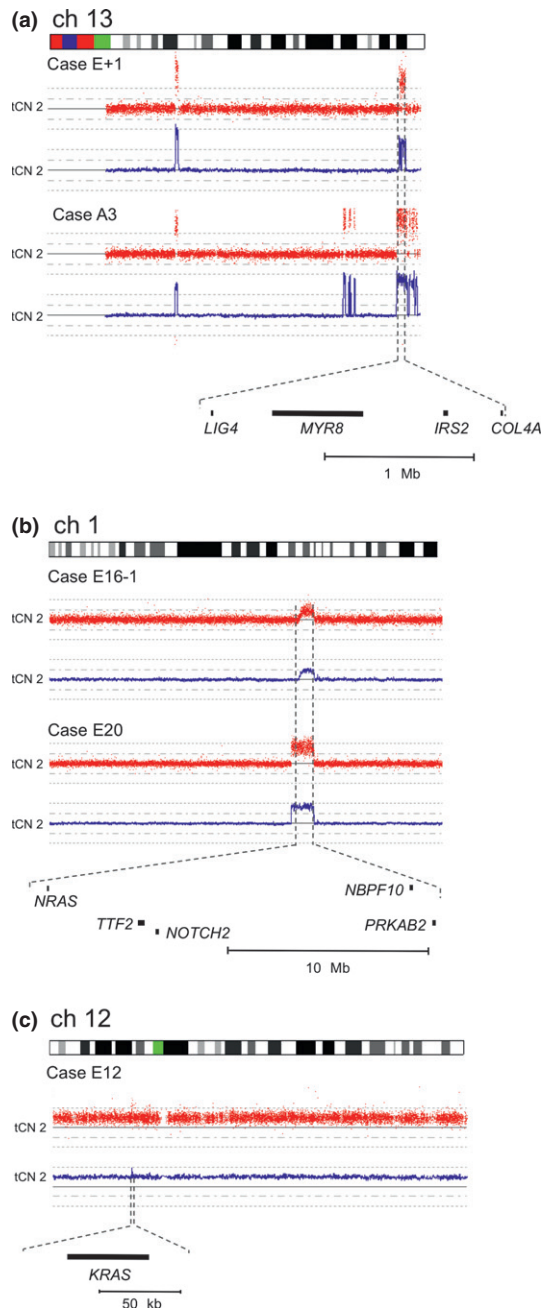 (a) ch 13
Case E+1
tCN 2
tCN 2
Case A3
tCN 2
tCN 2
LIG4 MYR8 IRS2 COL4A
1 Mb
(b) ch 1
Case E16-1
tCN 2
tCN 2
Case E20
tCN 2
tCN 2
NRAS NBPF10
TTF2 NOTCH2 PRKAB2
10 Mb
(c) ch 12
Case E12
tCN 2
tCN 2
KRAS
50 kb